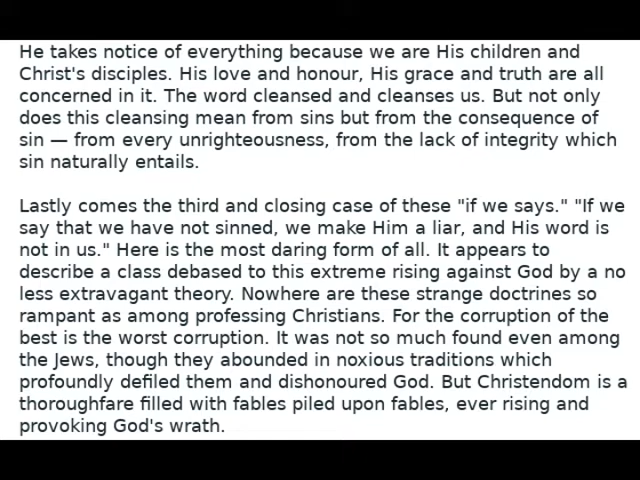 He takes notice of everything because we are His children and
Christ's disciples. His love and honour, His grace and truth are all
concerned in it. The word cleansed and cleanses us. But not only
does this cleansing mean from sins but from the consequence of
sin — from every unrighteousness, from the lack of integrity which
sin naturally entails.
Lastly comes the third and closing case of these "if we says." "If we
say that we have not sinned, we make Him a liar, and His word is
not in us." Here is the most daring form of all. It appears to
describe a class debased to this extreme rising against God by a no
less extravagant theory. Nowhere are these strange doctrines so
rampant as among professing Christians. For the corruption of the
best is the worst corruption. It was not so much found even among
the Jews, though they abounded in noxious traditions which
profoundly defiled them and dishonoured God. But Christendom is a
thoroughfare filled with fables piled upon fables, ever rising and
provoking God's wrath.